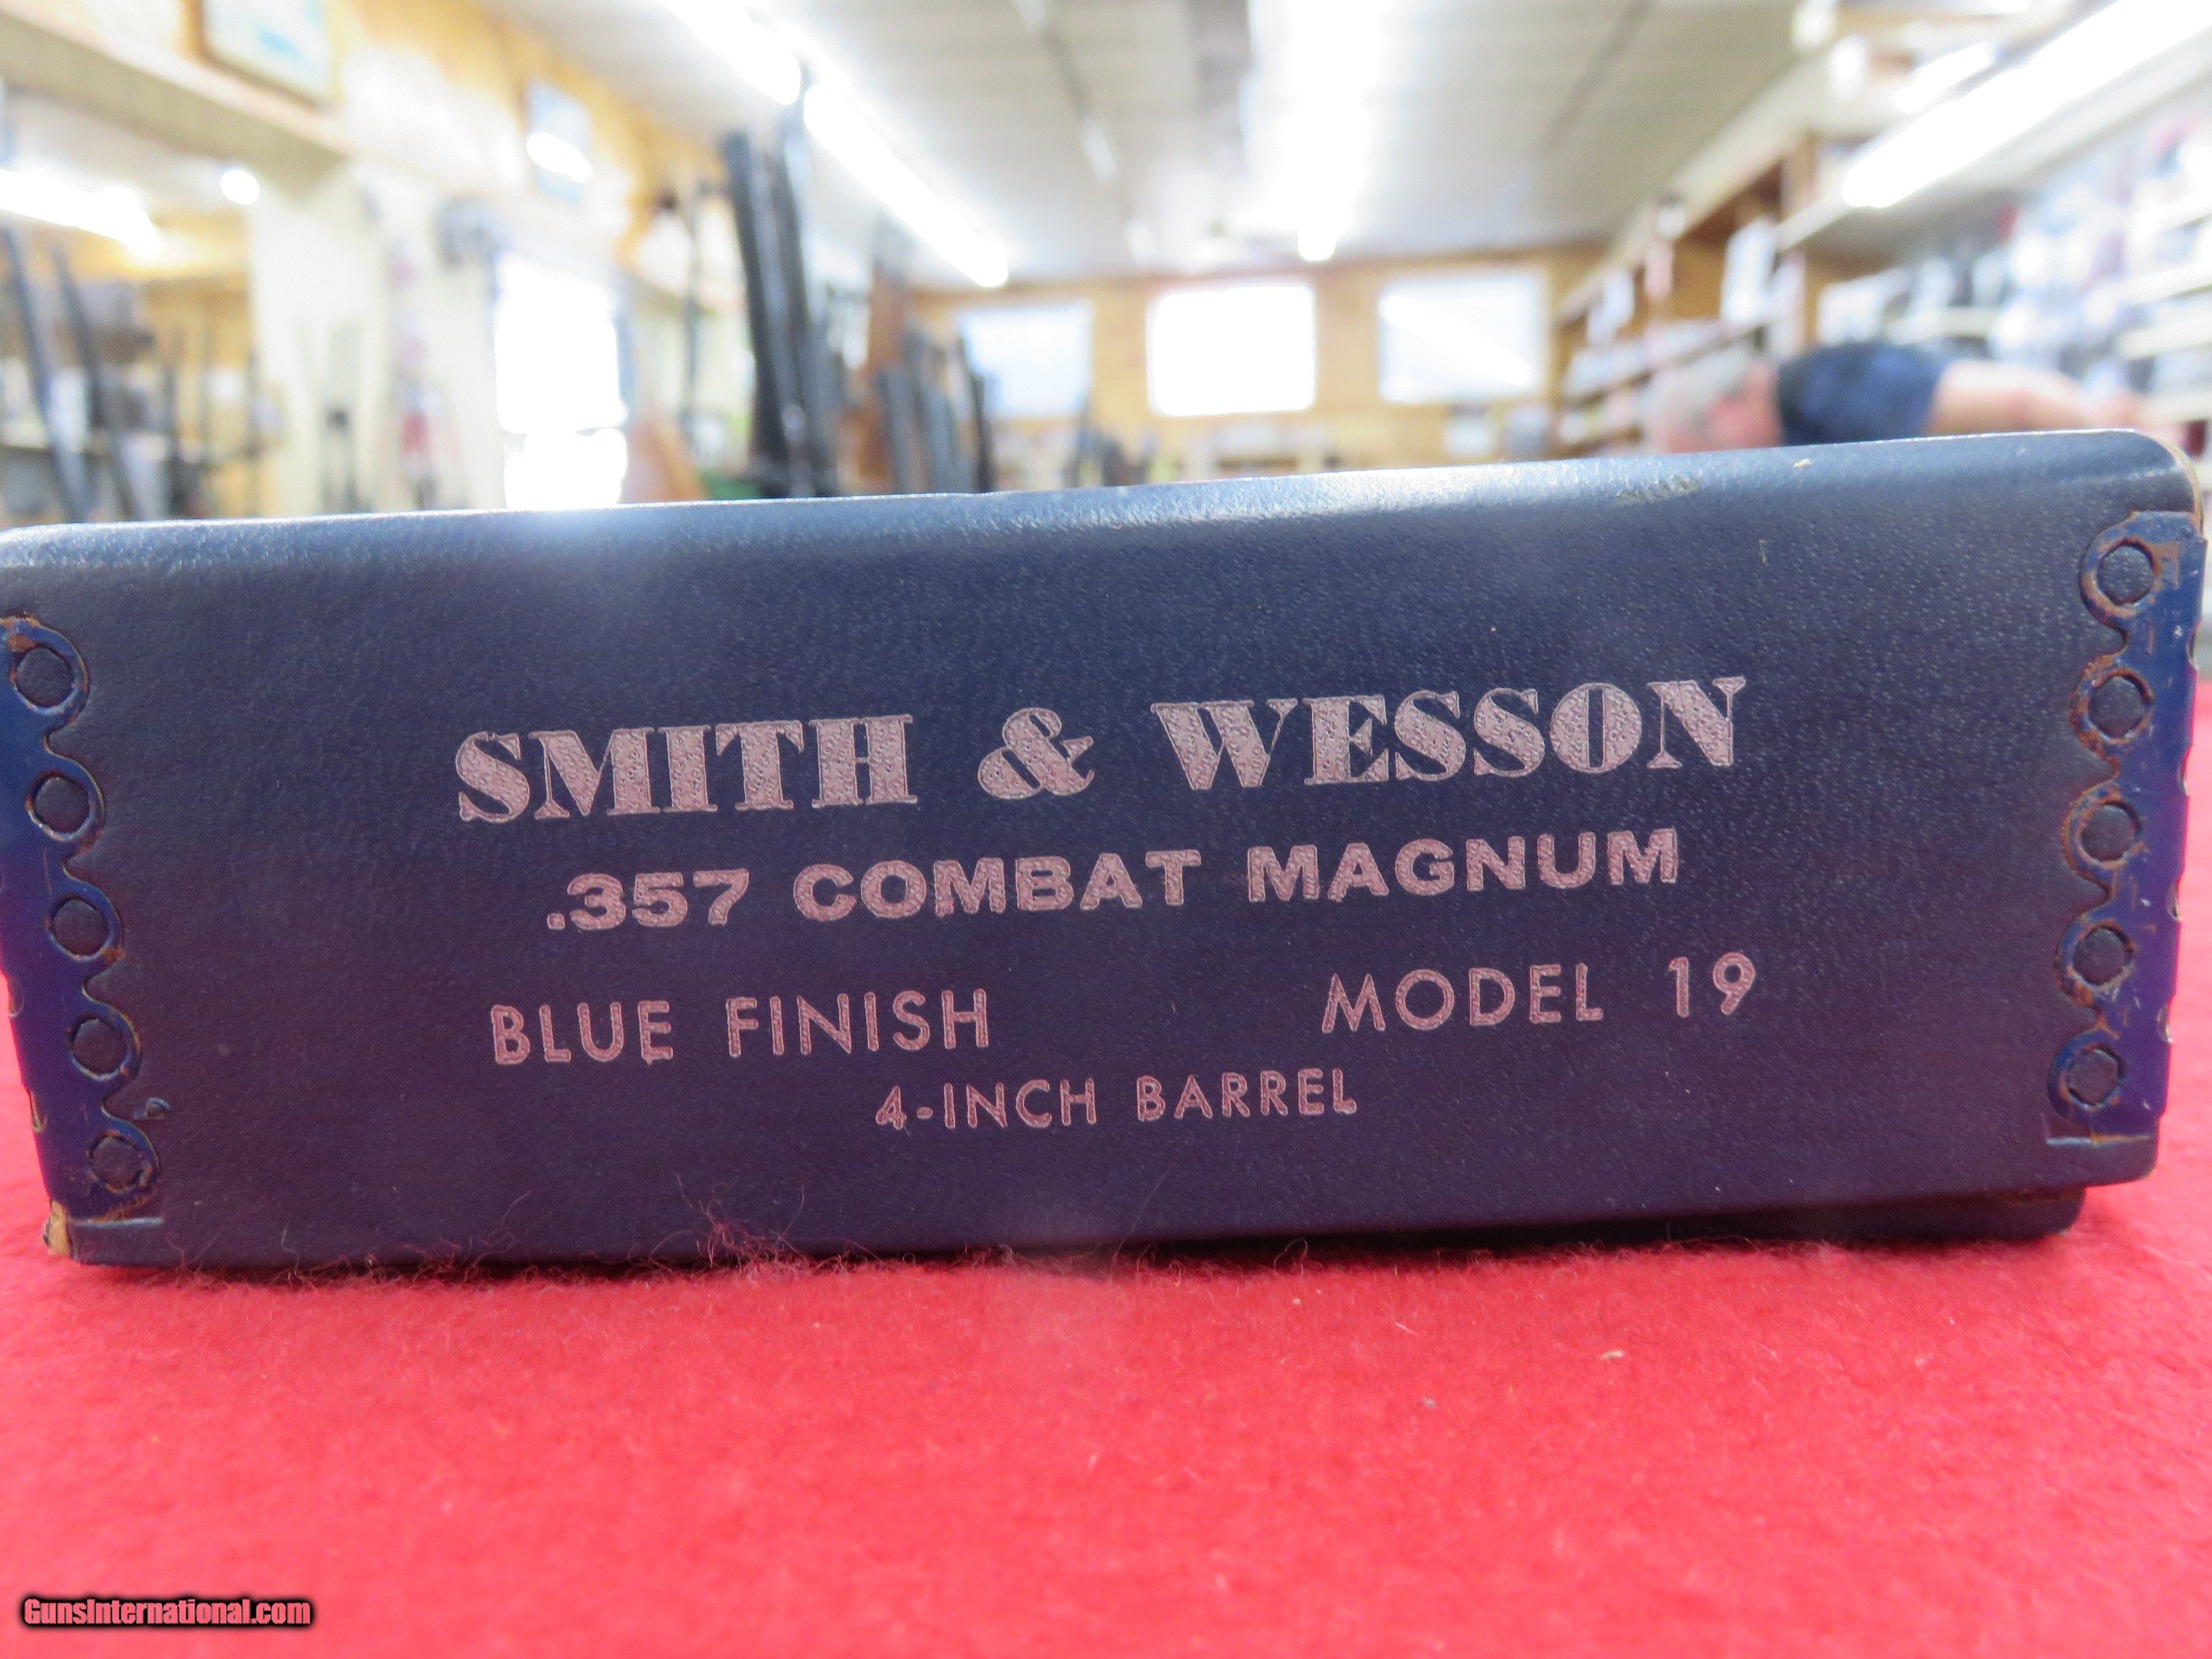 SMITH & WESSON
.357 COMBAT MAGNUM
BLUE FINISH MODEL 19
4-INCH BARREL
GunsInternational.com